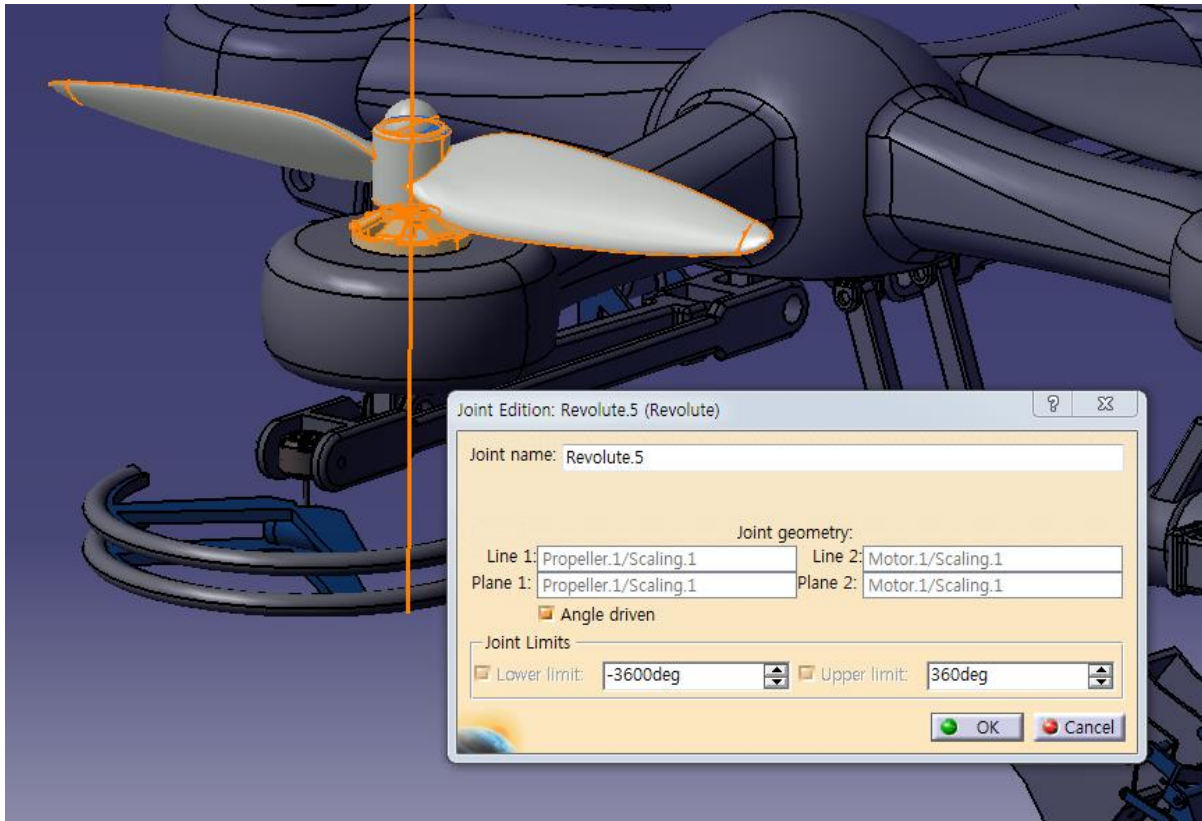 Joint Edition: Revolute.5 (Revolute)
Joint name: Revolute.5
Joint geometry:
Line 1: Propeller.1/Scaling.1 Line 2: Motor.1/Scaling.1
Plane 1: Propeller.1/Scaling.1 Plane 2: Motor.1/Scaling.1
Angle driven
Joint Limits
Lower limit: -3600deg Upper limit: 360deg
OK Cancel